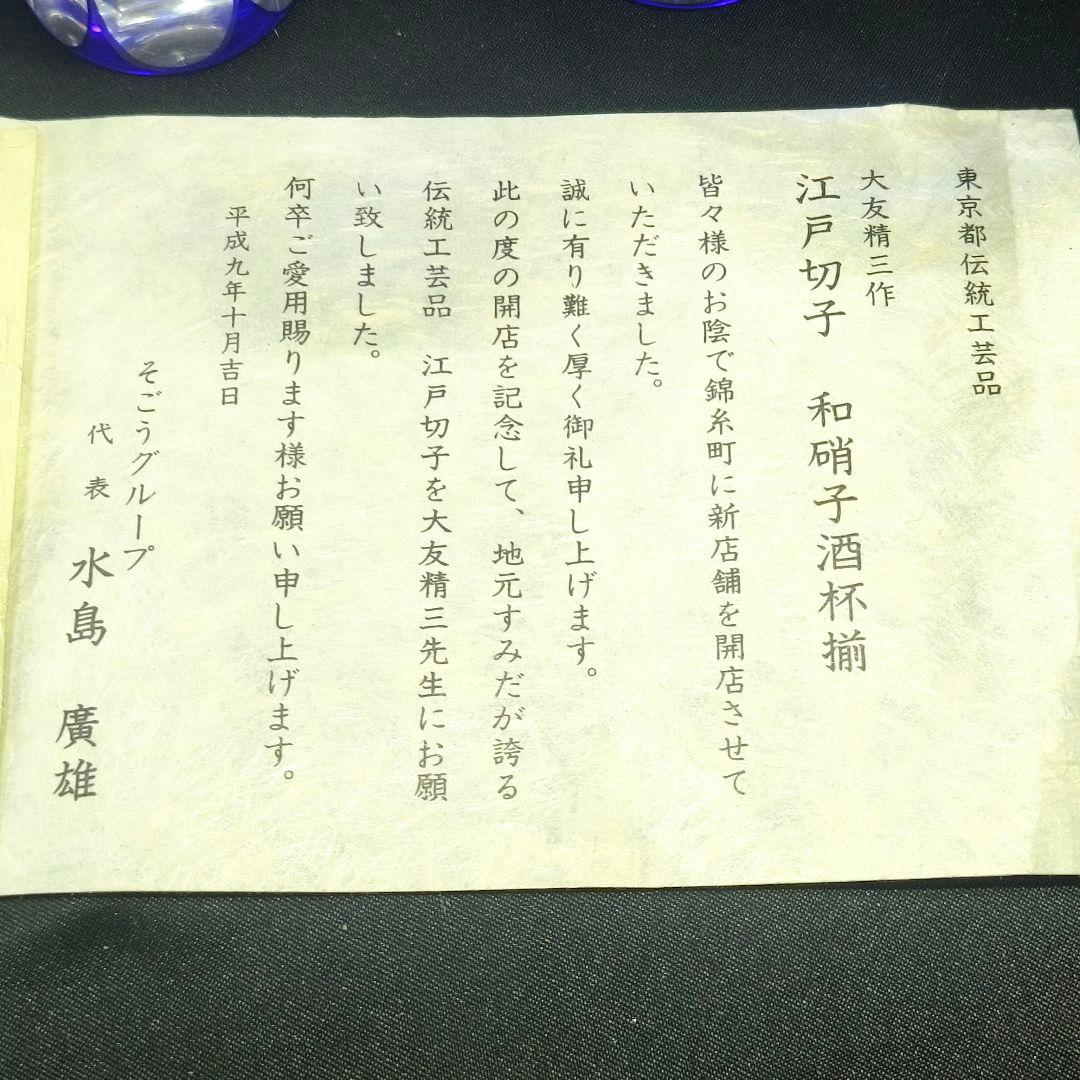 東京都伝統工芸品
大友精三作
江戸切子　和硝子酒杯揃
皆々様のお陰で錦糸町に新店舗を開店させて
いただきました。
誠に有り難く厚く御礼申し上げます。
此の度の開店を記念して、地元すみだが誇る
伝統工芸品　江戸切子を大友精三先生にお願
い致しました。
何卒ご愛用賜ります様お願い申し上げます。
平成九年十月吉日
そごうグループ
代表　水島　廣雄